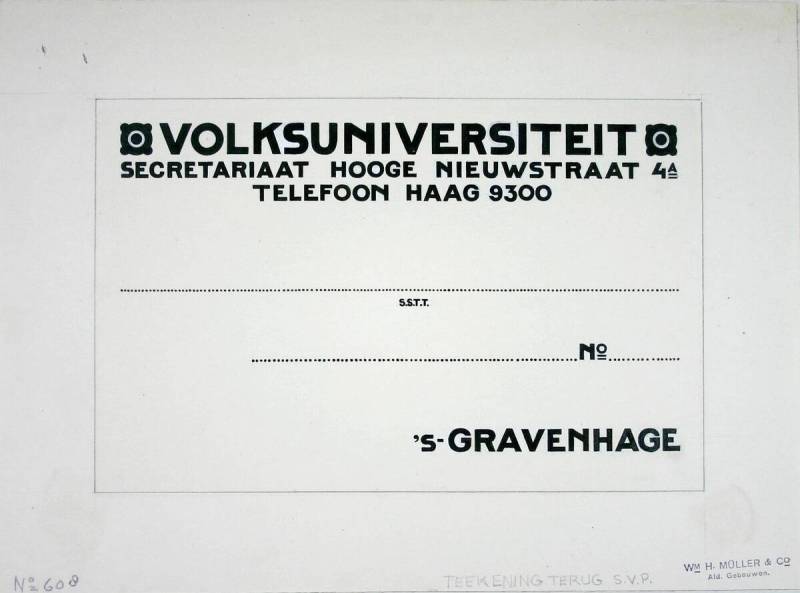 VOLKSUNIVERSITEIT
SECRETARIAAT HOOGE NIEUWSTRAAT 4A
TELEFOON HAAG 9300
S.S.T.T.
No
's-GRAVENHAGE
No 608
TEEKENING TERUG S.V.P.
WM H. MÜLLER & Co
Afd. Gebouwen.